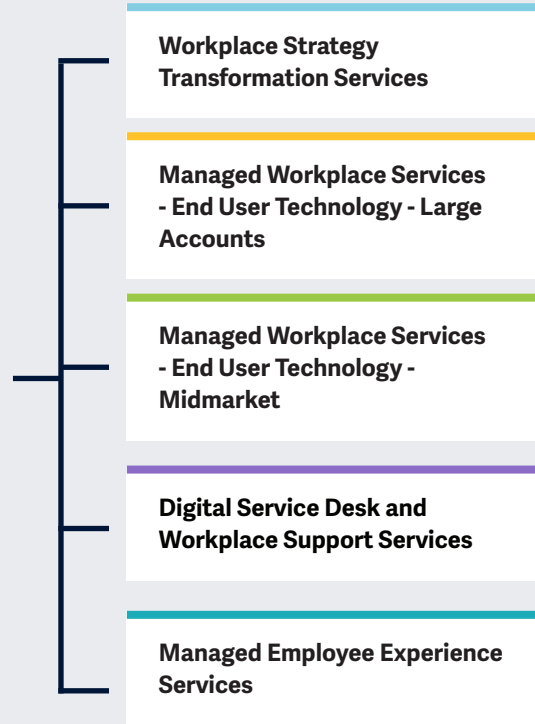 Workplace Strategy
Transformation Services
Managed Workplace Services
- End User Technology - Large
Accounts
Managed Workplace Services
- End User Technology -
Midmarket
Digital Service Desk and
Workplace Support Services
Managed Employee Experience
Services